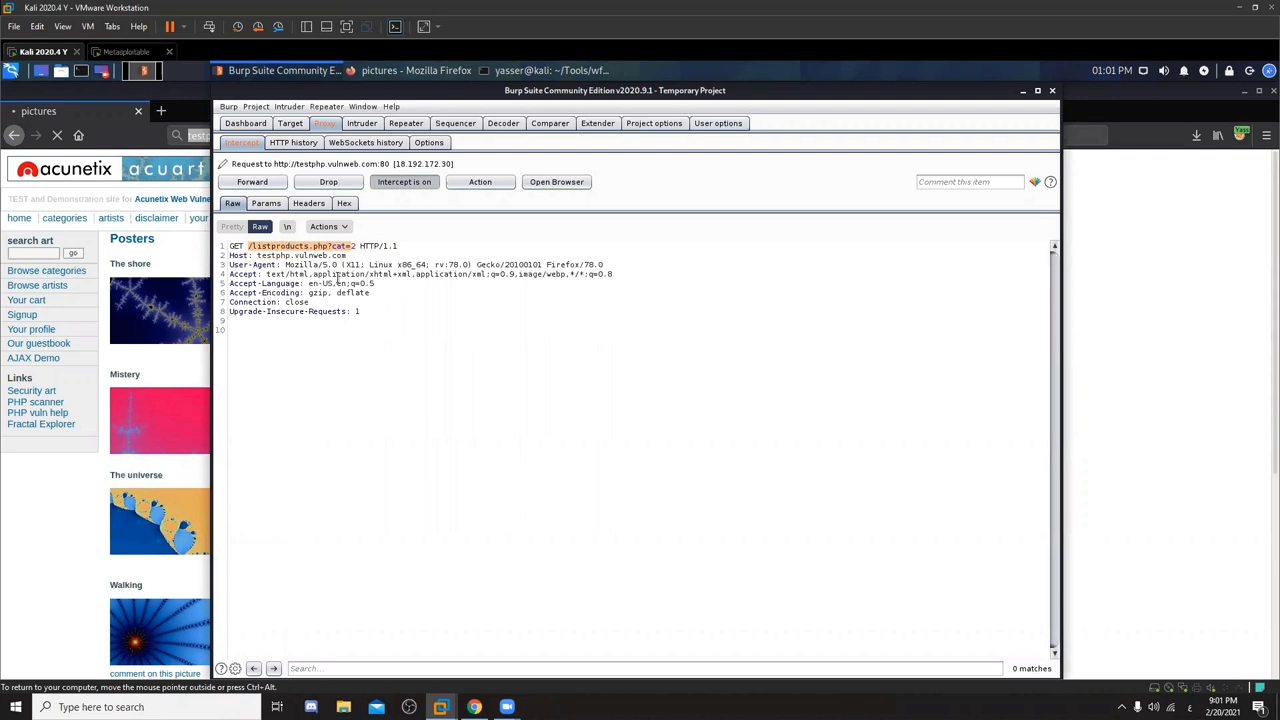 Kali 2020.4 Y - VMware Workstation
File Edit View VM Tabs Help
Kali 2020.4 Y Metasploitable
Burp Suite Community E... pictures - Mozilla Firefox yasser@kali: ~/Tools/wf... 01:01 PM
pictures
Burp Suite Community Edition v2020.9.1 - Temporary Project
Burp Project Intruder Repeater Window Help
Dashboard Target Proxy Intruder Repeater Sequencer Decoder Comparer Extender Project options User options
testp
Yass
Intercept HTTP history WebSockets history Options
Request to http://testphp.vulnweb.com:80 [18.192.172.30]
Forward Drop Intercept is on Action Open Browser Comment this item
Raw Params Headers Hex
Pretty Raw \n Actions
1 GET /listproducts.php?cat=2 HTTP/1.1
2 Host: testphp.vulnweb.com
3 User-Agent: Mozilla/5.0 (X11; Linux x86_64; rv:78.0) Gecko/20100101 Firefox/78.0
4 Accept: text/html,application/xhtml+xml,application/xml;q=0.9,image/webp,*/*;q=0.8
5 Accept-Language: en-US,en;q=0.5
6 Accept-Encoding: gzip, deflate
7 Connection: close
8 Upgrade-Insecure-Requests: 1
9
10
acunetix acuart
TEST and Demonstration site for Acunetix Web Vulne
home categories artists disclaimer your
search art
go
Browse categories
Browse artists
Your cart
Signup
Your profile
Our guestbook
AJAX Demo
Links
Security art
PHP scanner
PHP vuln help
Fractal Explorer
Posters
The shore
Mistery
The universe
Walking
comment on this picture
Search...
0 matches
To return to your computer, move the mouse pointer outside or press Ctrl+Alt.
Type here to search
ENG 9:01 PM
2/20/2021